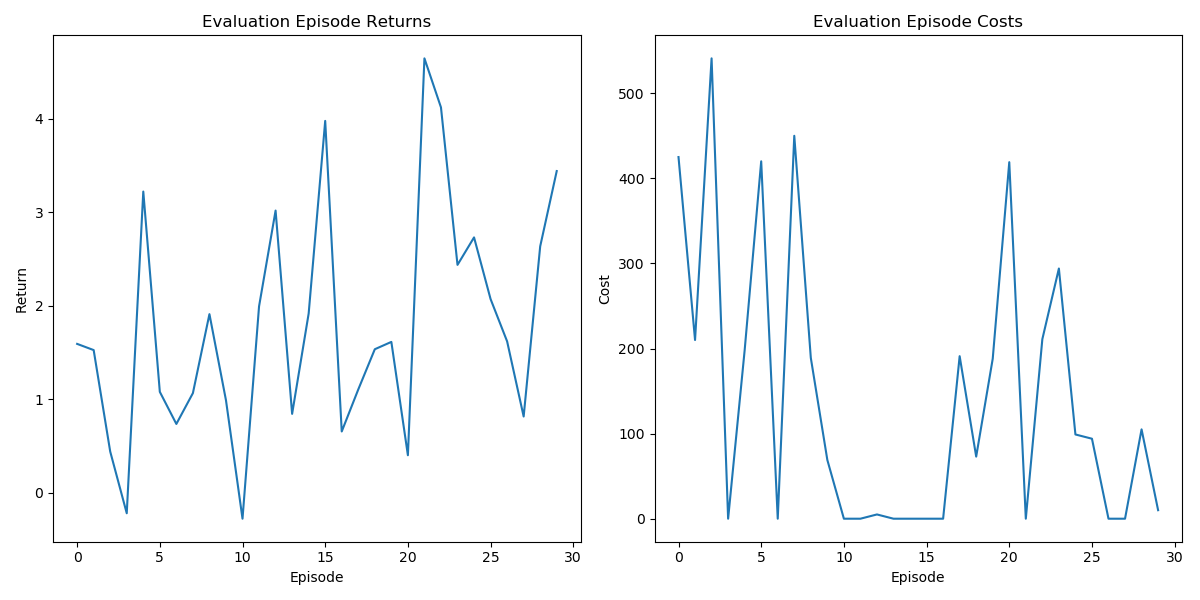 Evaluation Episode Returns
Return
4
3
2
1
0
0 5 10 15 20 25 30
Episode
Evaluation Episode Costs
Cost
500
400
300
200
100
0
0 5 10 15 20 25 30
Episode